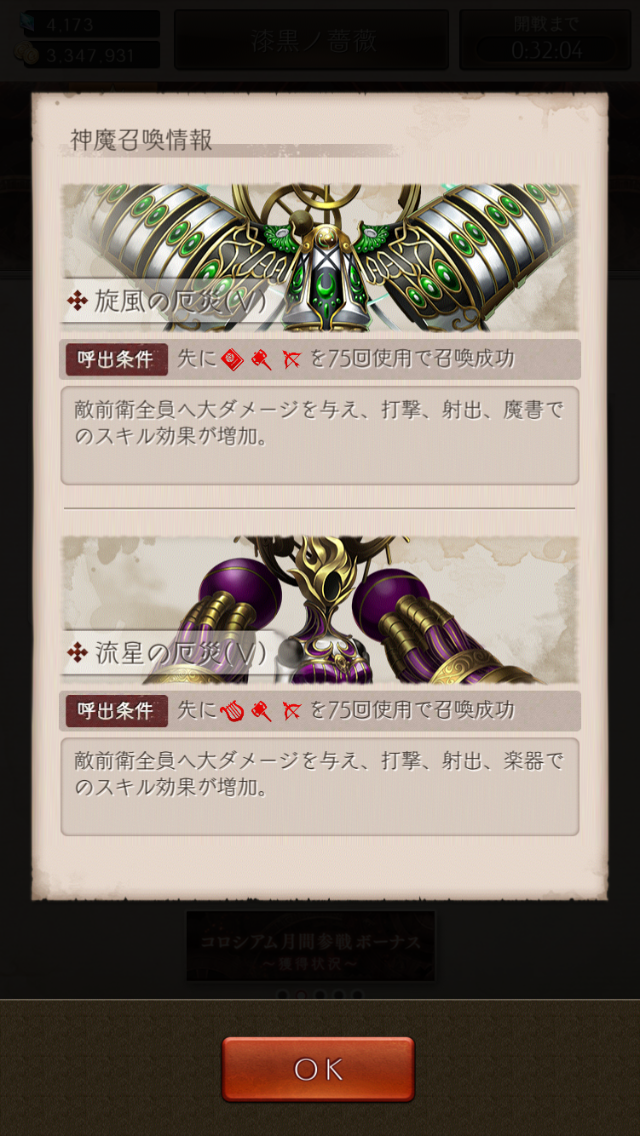 4,173
3,347,931
漆黒ノ薔薇
開戦まで
0:32:04
神魔召喚情報
旋風の厄災(V)
呼出条件 先に を75回使用で召喚成功
敵前衛全員へ大ダメージを与え、打撃、射出、魔書で
のスキル効果が増加。
流星の厄災(V)
呼出条件 先に を75回使用で召喚成功
敵前衛全員へ大ダメージを与え、打撃、射出、楽器で
のスキル効果が増加。
コロシアム月間参戦ボーナス
～獲得状況～
OK